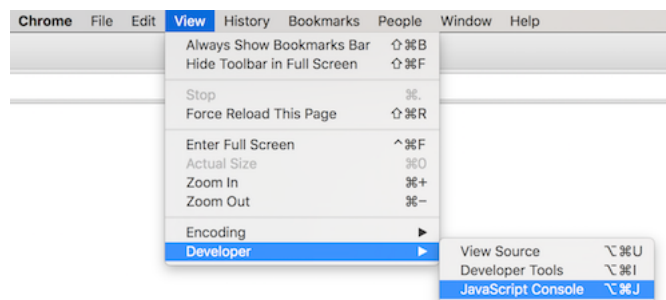 Chrome File Edit View History Bookmarks People Window Help
Always Show Bookmarks Bar ⇧⌘B
Hide Toolbar in Full Screen ⇧⌘F
Stop ⌘.
Force Reload This Page ⇧⌘R
Enter Full Screen ^⌘F
Actual Size ⌘0
Zoom In ⌘+
Zoom Out ⌘−
Encoding ▶
Developer ▶
View Source ⌥⌘U
Developer Tools ⌥⌘I
JavaScript Console ⌥⌘J